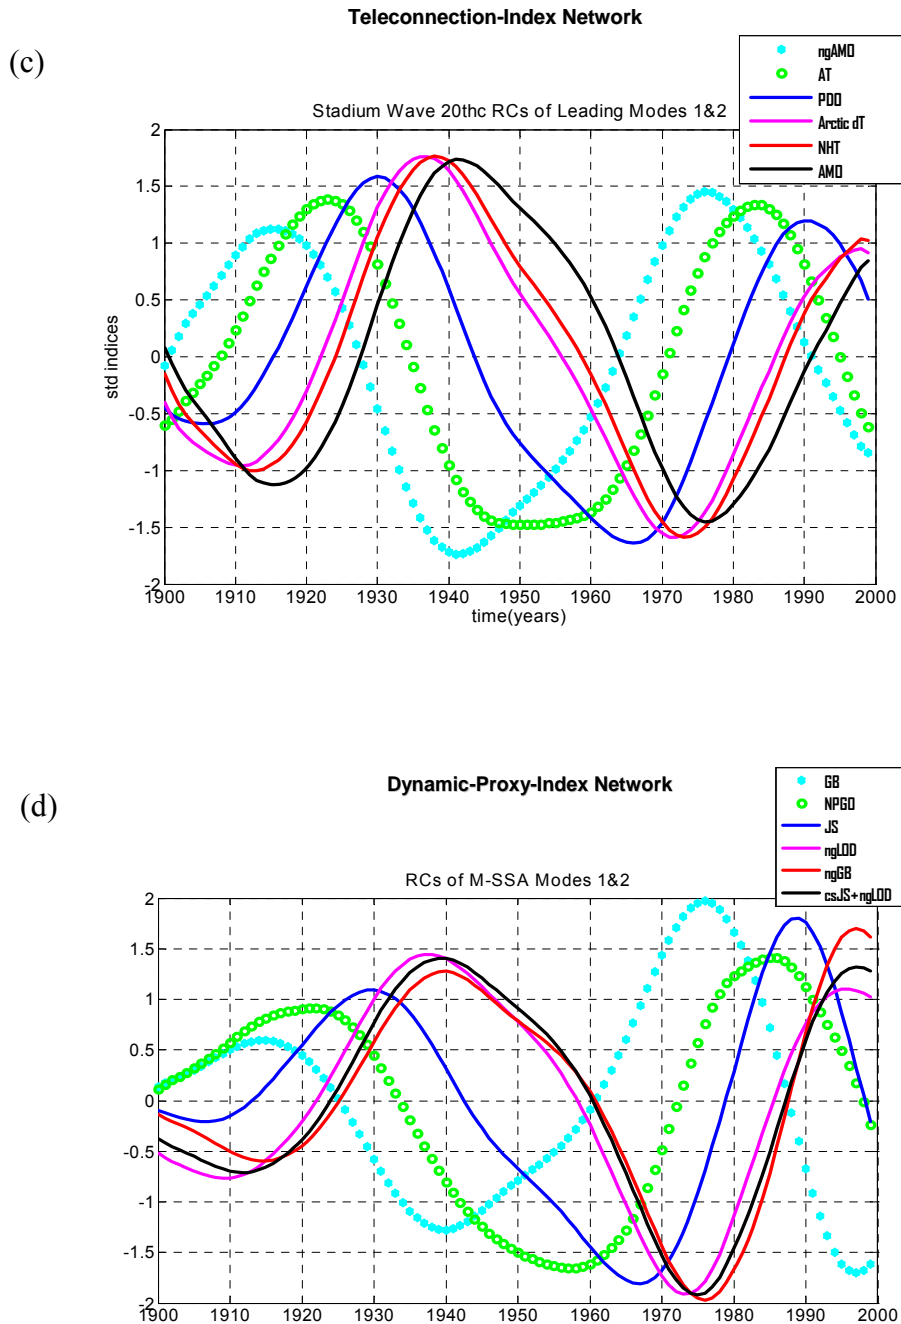 Teleconnection-Index Network
(c)
ngAMO
AT
PDO
Arctic dT
NHT
AMO
Stadium Wave 20thc RCs of Leading Modes 1&2
2
1.5
1
0.5
0
-0.5
-1
-1.5
-2
std indices
1900 1910 1920 1930 1940 1950 1960 1970 1980 1990 2000
time(years)
Dynamic-Proxy-Index Network
(d)
GB
NPGO
JS
ngLOD
ngGB
csJS+ngLOD
RCs of M-SSA Modes 1&2
2
1.5
1
0.5
0
-0.5
-1
-1.5
-2
1900 1910 1920 1930 1940 1950 1960 1970 1980 1990 2000